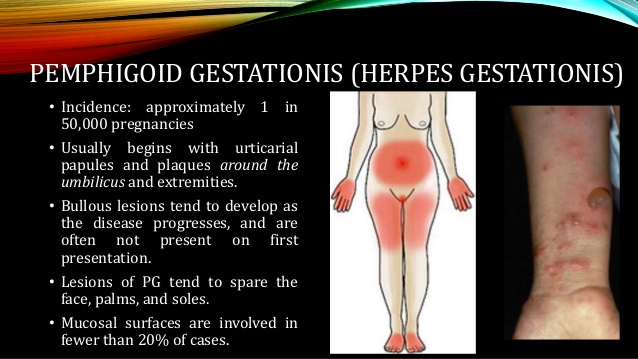 PEMPHIGOID GESTATIONIS (HERPES GESTATIONIS)
• Incidence: approximately 1 in
50,000 pregnancies
• Usually begins with urticarial
papules and plaques around the
umbilicus and extremities.
• Bullous lesions tend to develop as
the disease progresses, and are
often not present on first
presentation.
• Lesions of PG tend to spare the
face, palms, and soles.
• Mucosal surfaces are involved in
fewer than 20% of cases.